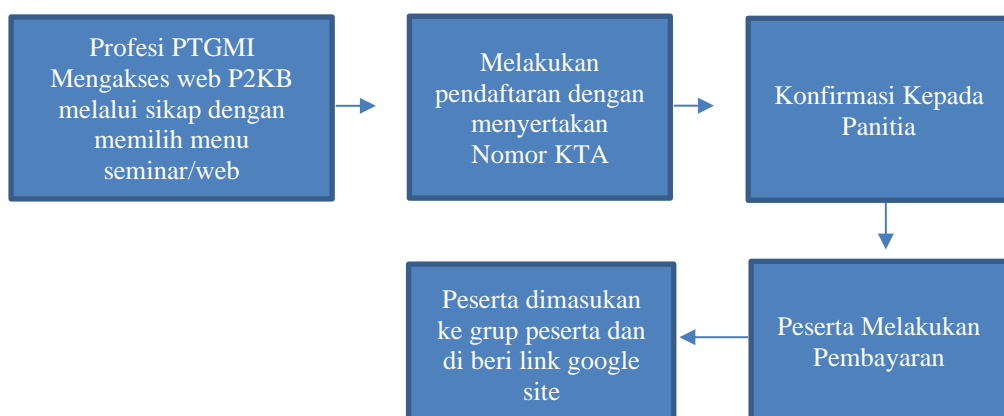 Profesi PTGMI
Mengakses web P2KB
melalui sikap dengan
memilih menu
seminar/web
Melakukan
pendaftaran dengan
menyertakan
Nomor KTA
Konfirmasi Kepada
Panitia
Peserta Melakukan
Pembayaran
Peserta dimasukan
ke grup peserta dan
di beri link google
site